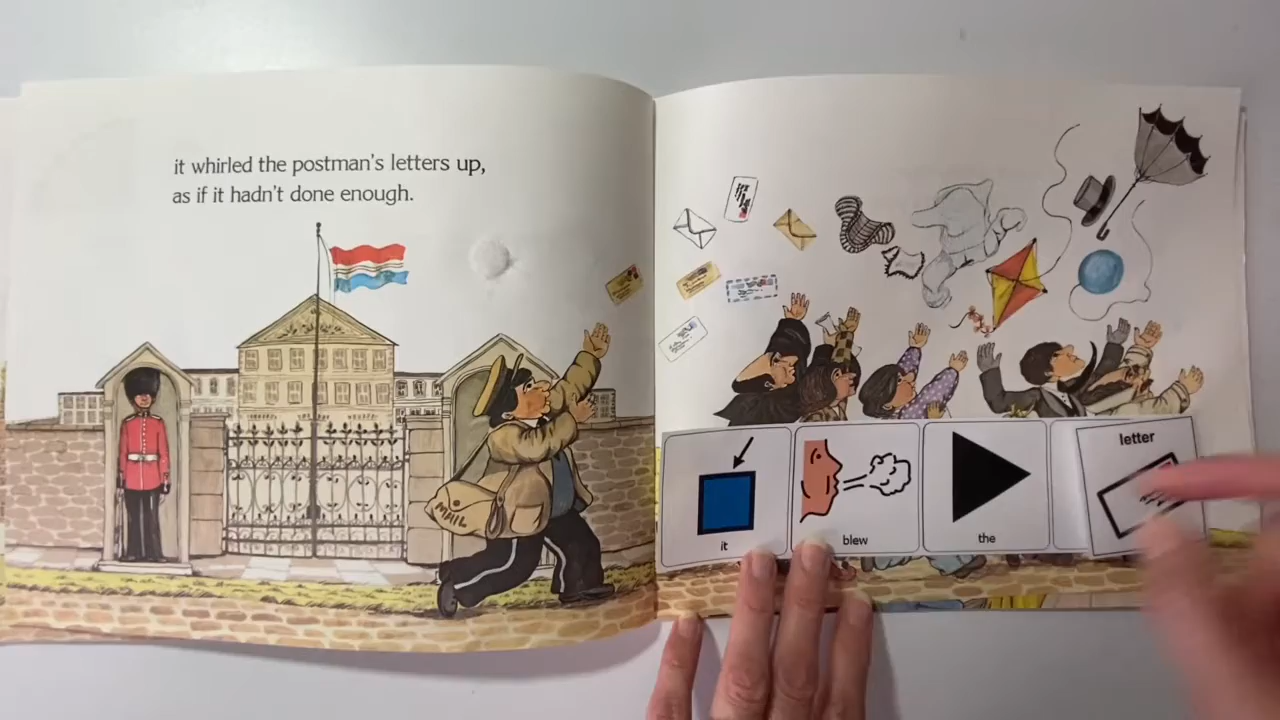 it whirled the postman's letters up,
as if it hadn't done enough.
MAIL
it
blew
the
letter